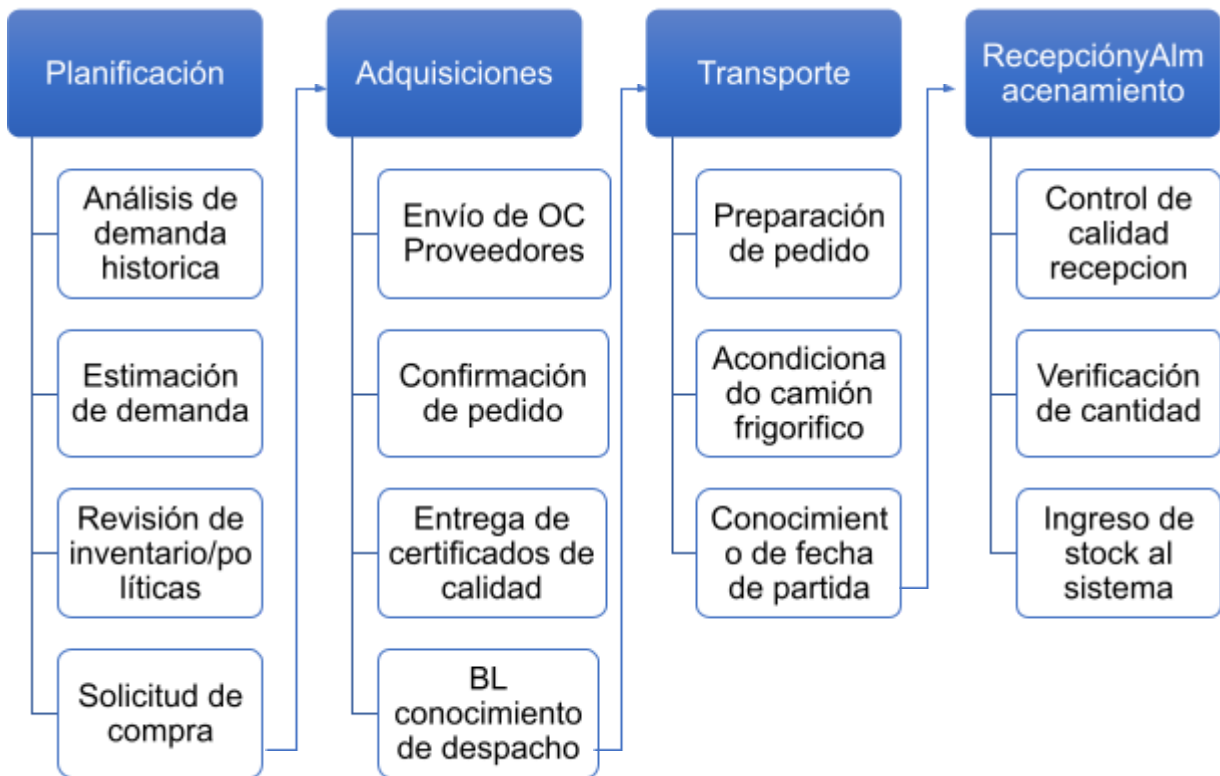 Planificación
Análisis de
demanda
historica
Estimación
de demanda
Revisión de
inventario/po
líticas
Solicitud de
compra
Adquisiciones
Envío de OC
Proveedores
Confirmación
de pedido
Entrega de
certificados de
calidad
BL
conocimiento
de despacho
Transporte
Preparación
de pedido
Acondiciona
do camión
frigorifico
Conocimient
o de fecha
de partida
RecepciónyAlm
acenamiento
Control de
calidad
recepcion
Verificación
de cantidad
Ingreso de
stock al
sistema